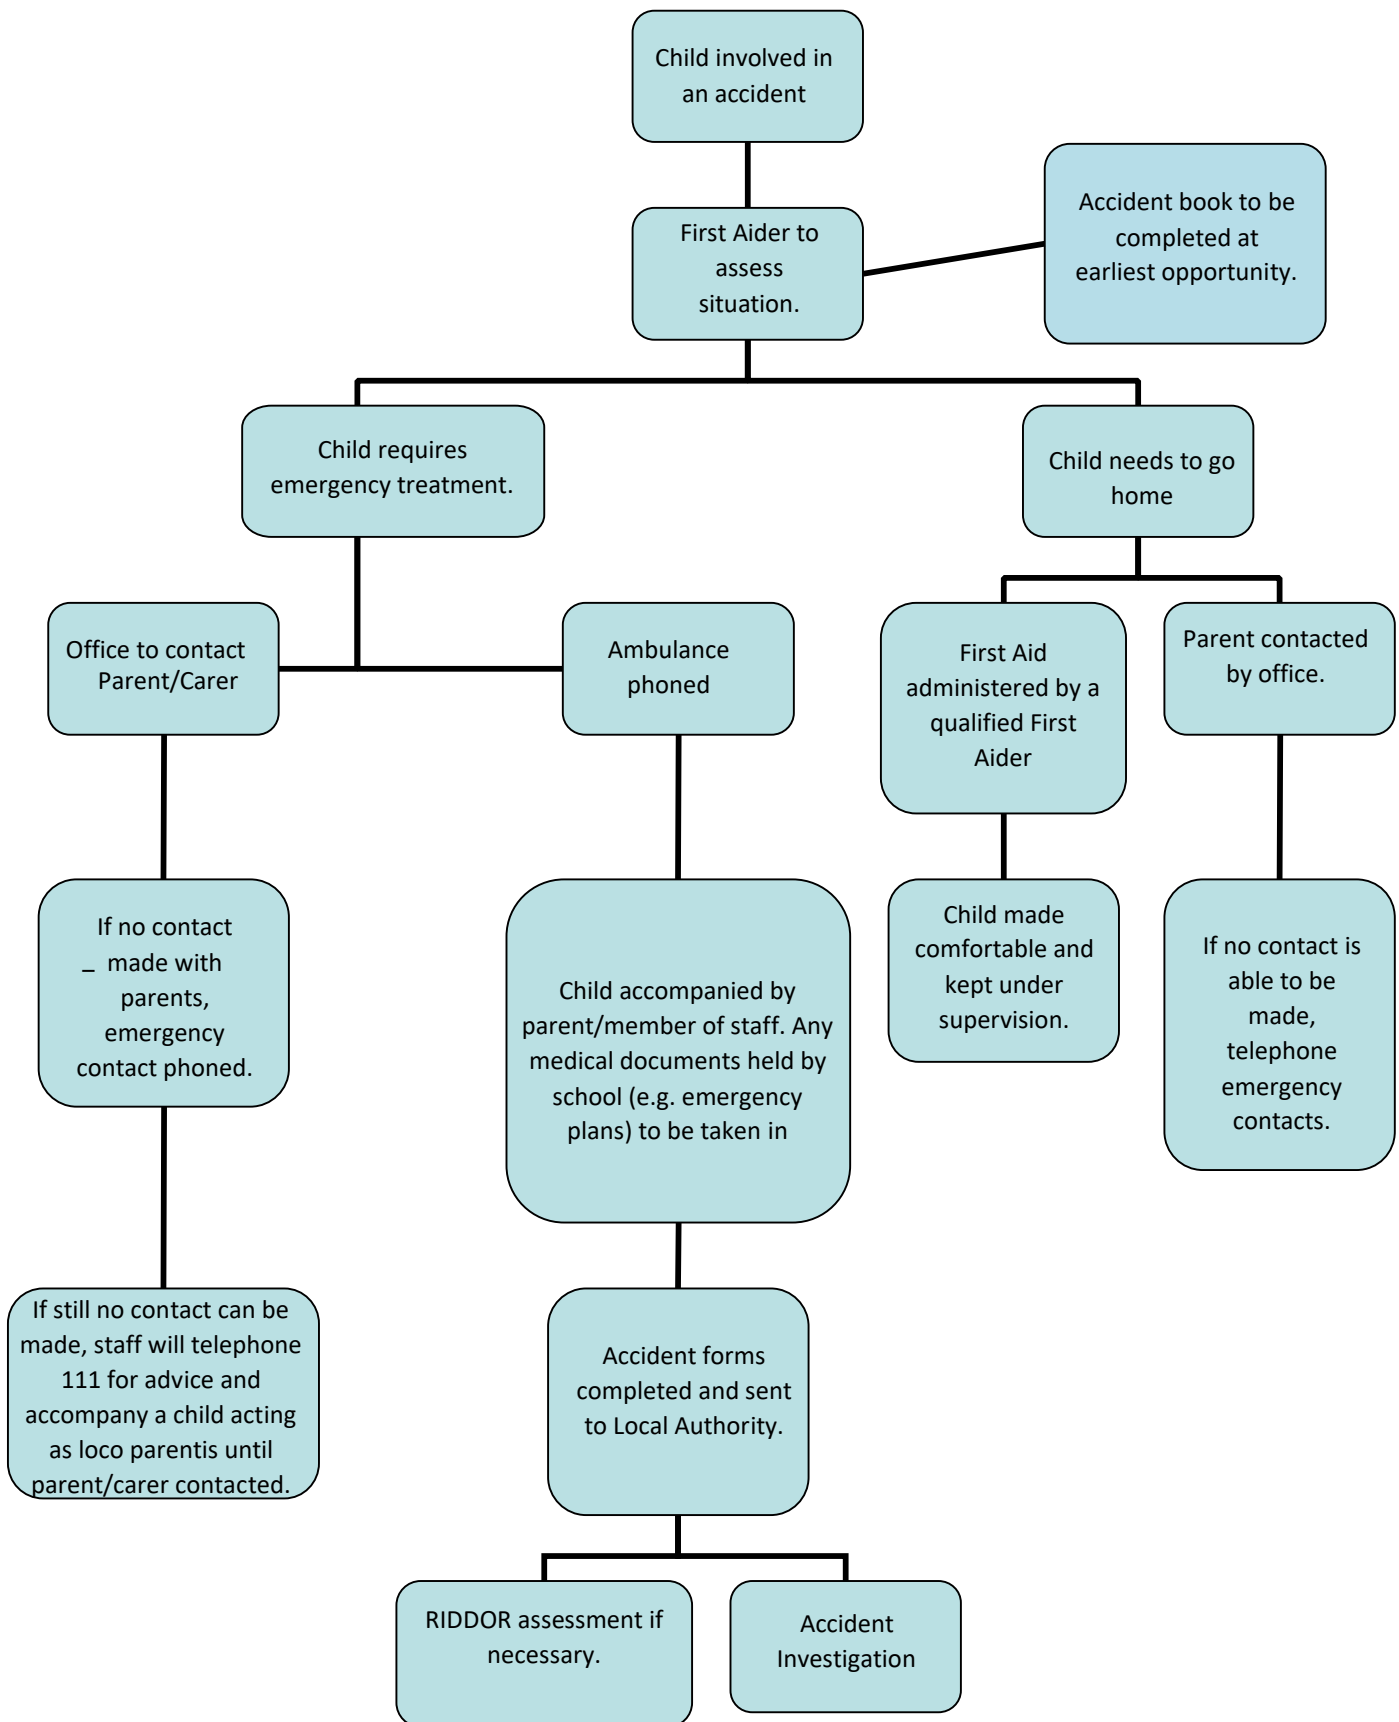 Child involved in
an accident
First Aider to
assess
situation.
Accident book to be
completed at
earliest opportunity.
Child requires
emergency treatment.
Child needs to go
home
Office to contact
Parent/Carer
Ambulance
phoned
First Aid
administered by a
qualified First
Aider
Parent contacted
by office.
If no contact
_ made with
parents,
emergency
contact phoned.
Child accompanied by
parent/member of staff. Any
medical documents held by
school (e.g. emergency
plans) to be taken in
Child made
comfortable and
kept under
supervision.
If no contact is
able to be
made,
telephone
emergency
contacts.
If still no contact can be
made, staff will telephone
111 for advice and
accompany a child acting
as loco parentis until
parent/carer contacted.
Accident forms
completed and sent
to Local Authority.
RIDDOR assessment if
necessary.
Accident
Investigation